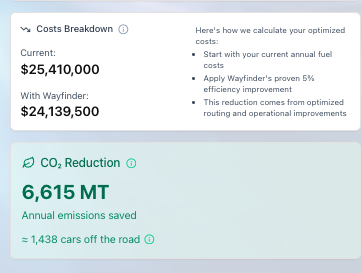 Costs Breakdown
Current:
$25,410,000
With Wayfinder:
$24,139,500
Here's how we calculate your optimized
costs:
• Start with your current annual fuel
costs
• Apply Wayfinder's proven 5%
efficiency improvement
• This reduction comes from optimized
routing and operational improvements
CO₂ Reduction
6,615 MT
Annual emissions saved
≈ 1,438 cars off the road